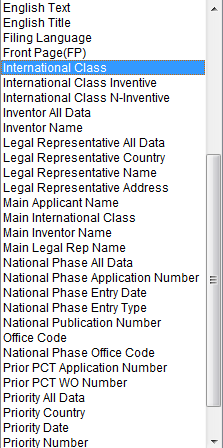 English Text
English Title
Filing Language
Front Page(FP)
International Class
International Class Inventive
International Class N-Inventive
Inventor All Data
Inventor Name
Legal Representative All Data
Legal Representative Country
Legal Representative Name
Legal Representative Address
Main Applicant Name
Main International Class
Main Inventor Name
Main Legal Rep Name
National Phase All Data
National Phase Application Number
National Phase Entry Date
National Phase Entry Type
National Publication Number
Office Code
National Phase Office Code
Prior PCT Application Number
Prior PCT WO Number
Priority All Data
Priority Country
Priority Date
Priority Number